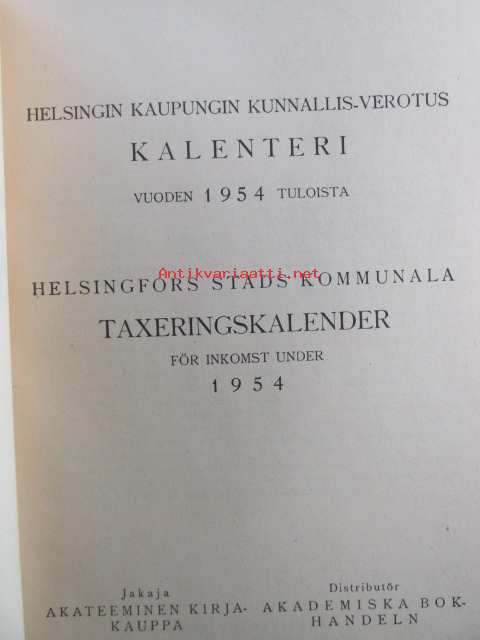 HELSINGIN KAUPUNGIN KUNNALLIS-VEROTUS
KALENTERI
VUODEN 1954 TULOISTA
Antikvariaatti.net
HELSINGFORS STADS KOMMUNALA
TAXERINGSKALENDER
FÖR INKOMST UNDER
1954
Jakaja
AKATEEMINEN KIRJA-
KAUPPA
Distributör
AKADEMISKA BOK-
HANDELN